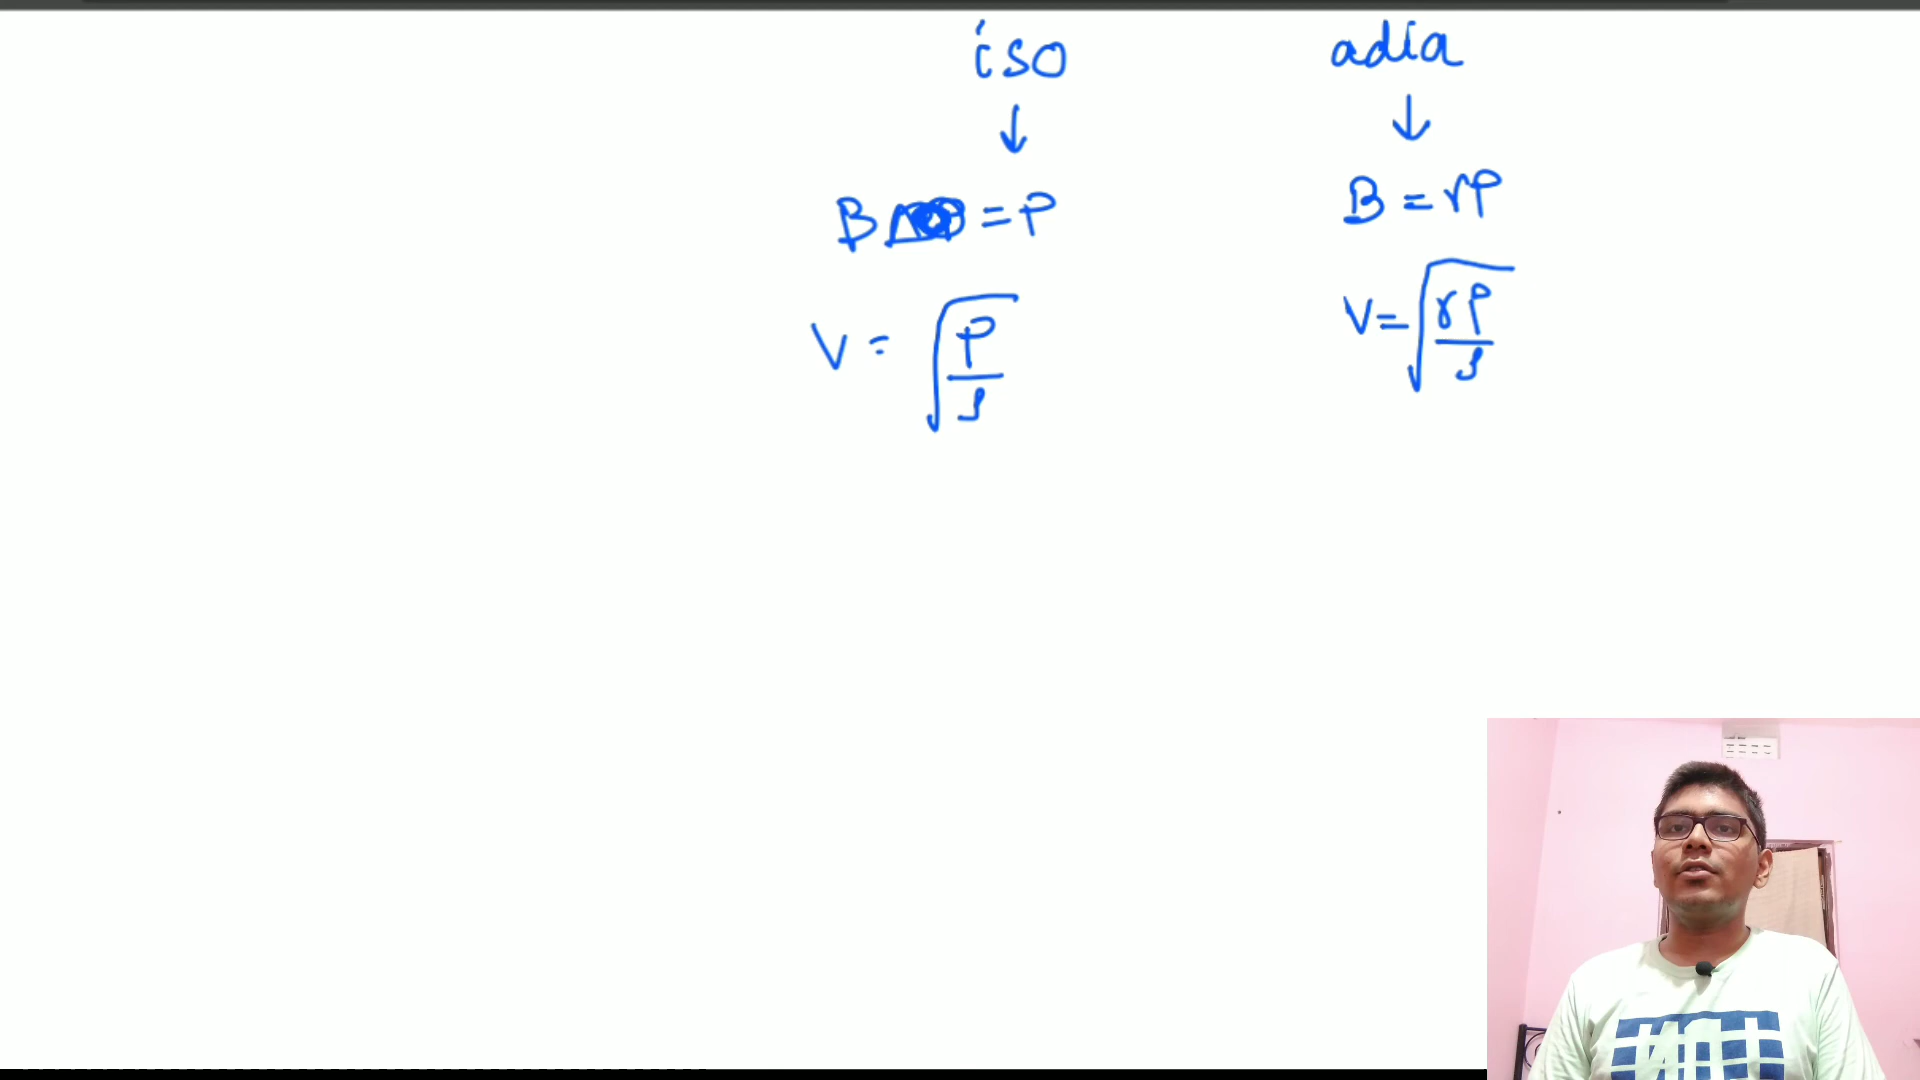 iso adia
↓ ↓
B = P B = γP
V = √(P/ρ) V = √(γP/ρ)